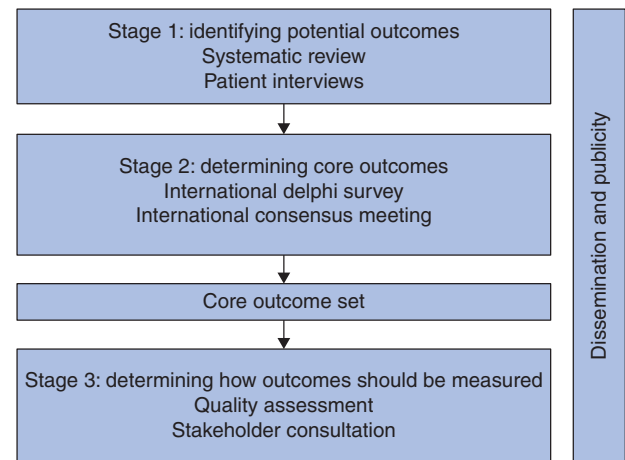 Stage 1: identifying potential outcomes
Systematic review
Patient interviews
Stage 2: determining core outcomes
International delphi survey
International consensus meeting
Core outcome set
Stage 3: determining how outcomes should be measured
Quality assessment
Stakeholder consultation
Dissemination and publicity